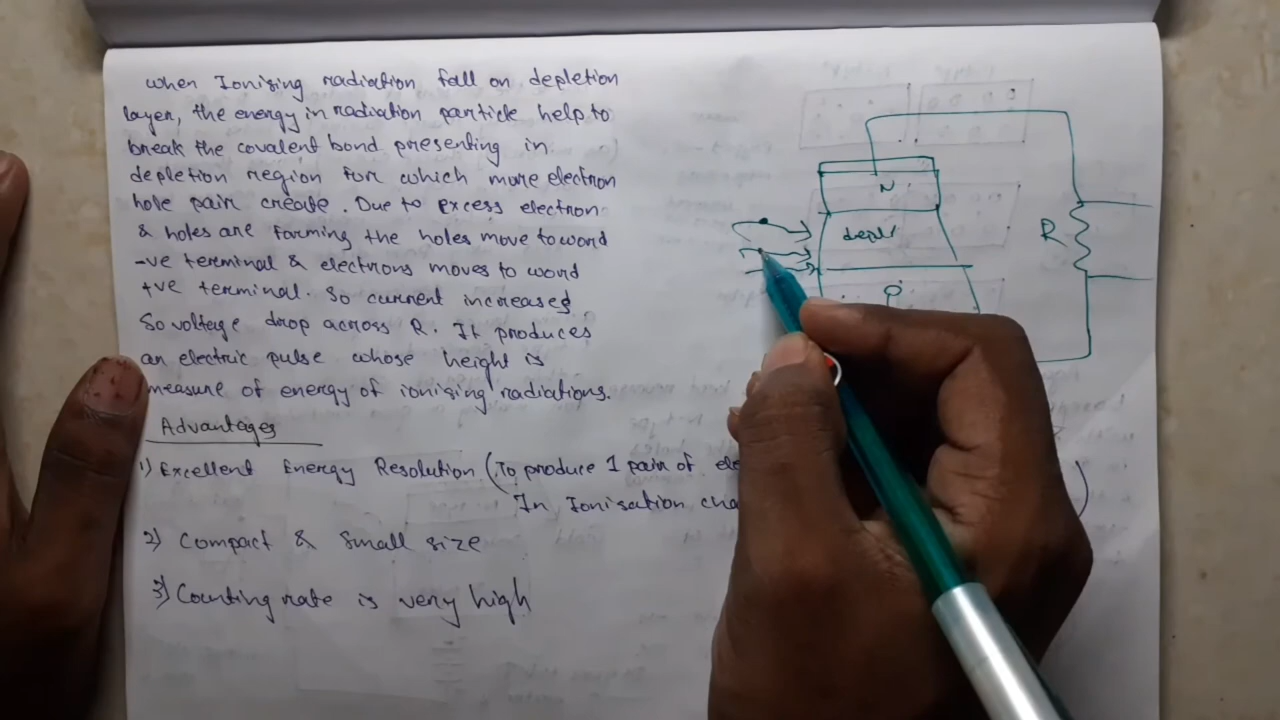 when Ionizing radiation fall on depletion
layer, the energy in radiation particle help to
break the covalent bond presenting in
depletion region for which more electron
hole pair create. Due to excess electron
& holes are forming the holes move toword
-ve terminal & electrons moves to word
+ve terminal. So current increased
So voltage drop across R. It produces
an electric pulse whose height is
measure of energy of ionising radiations.
Advantages
1) Excellent Energy Resolution (To produce 1 pair of
In Ionisation
2) Compact & Small size
3) Counting rate is very high
N
depl
P
R